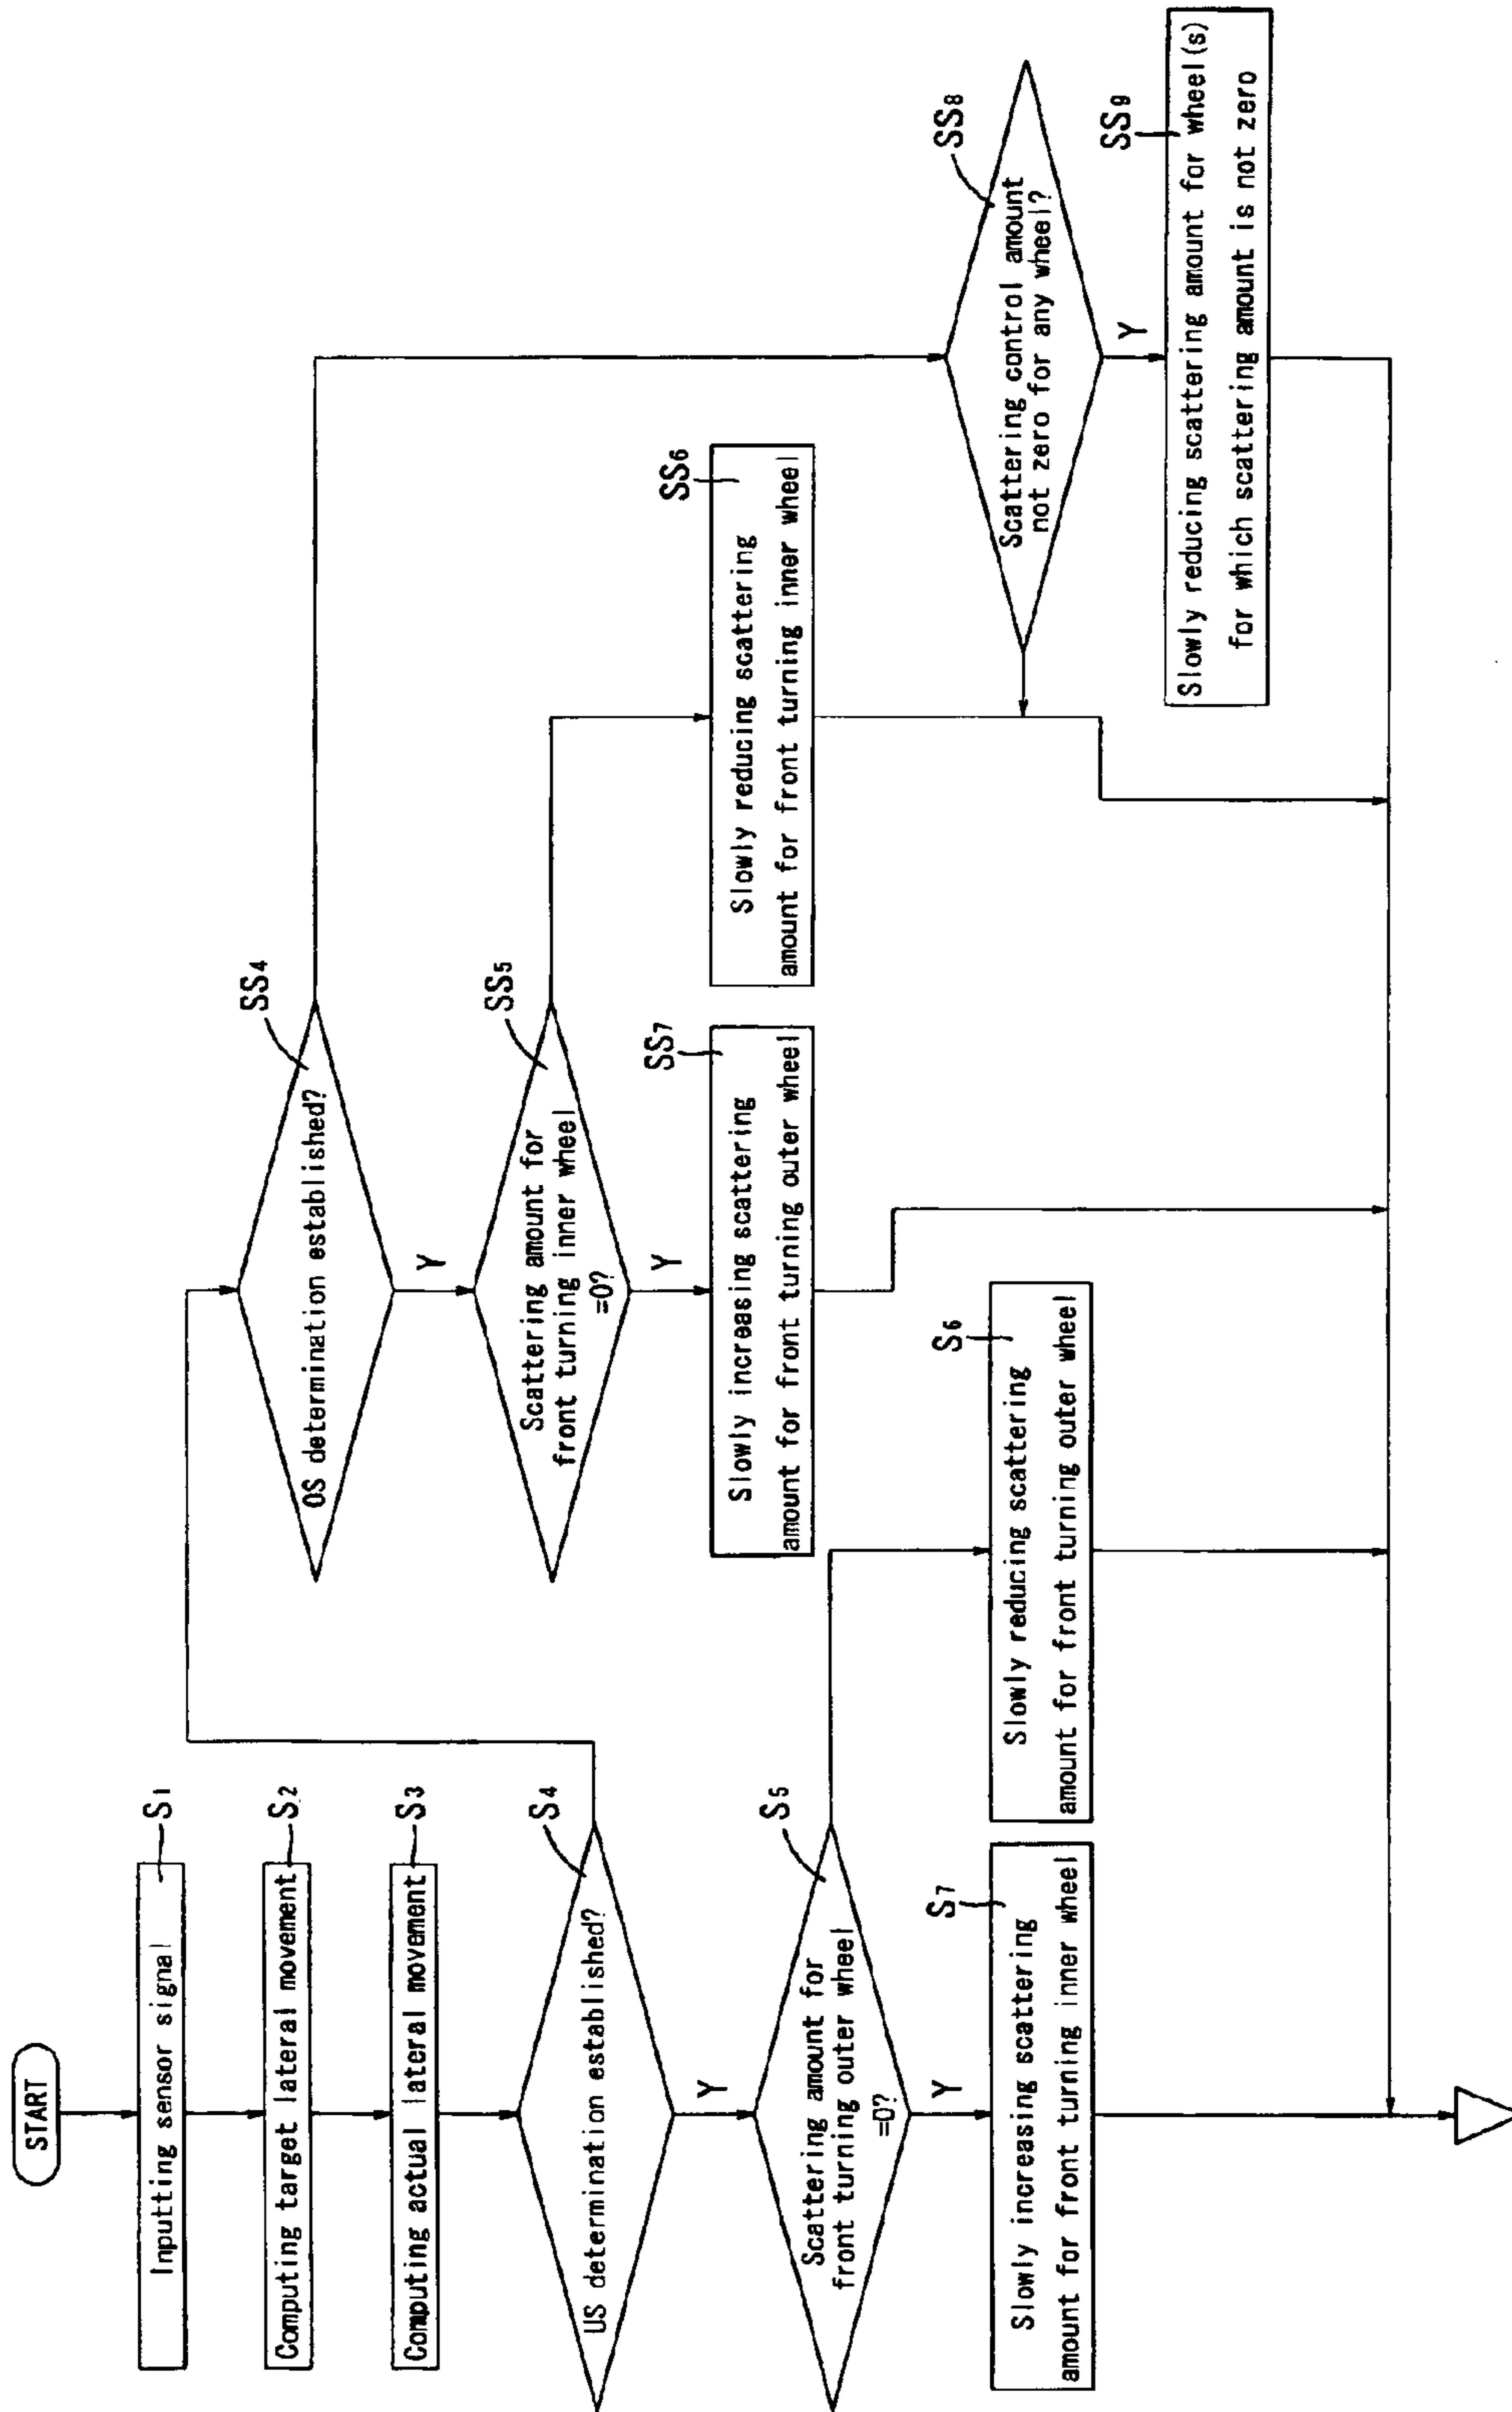 START
Inputting sensor signal
S1
Computing target lateral movement
S2
Computing actual lateral movement
S3
US determination established?
S4
Y
Scattering amount for
front turning outer wheel
=0?
S5
Y
Slowly increasing scattering
amount for front turning inner wheel
S7
Slowly reducing scattering
amount for front turning outer wheel
S6
OS determination established?
SS4
Y
Scattering amount for
front turning inner wheel
=0?
SS5
Y
Slowly increasing scattering
amount for front turning outer wheel
SS7
Slowly reducing scattering
amount for front turning inner wheel
SS6
Scattering control amount
not zero for any wheel?
SS8
Y
Slowly reducing scattering amount for wheel(s)
for which scattering amount is not zero
SS9